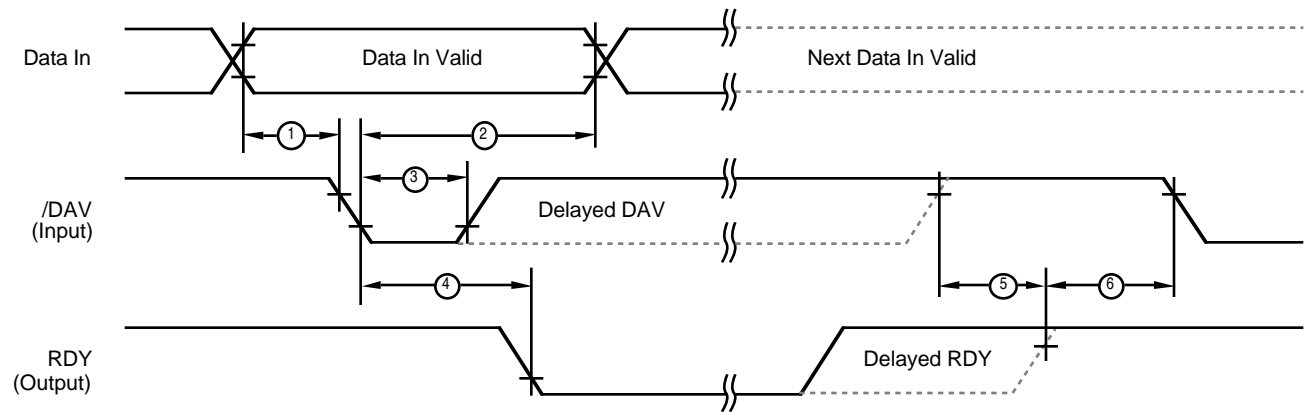 Data In
Data In Valid
Next Data In Valid
1
2
3
/DAV
(Input)
Delayed DAV
4
5
6
RDY
(Output)
Delayed RDY